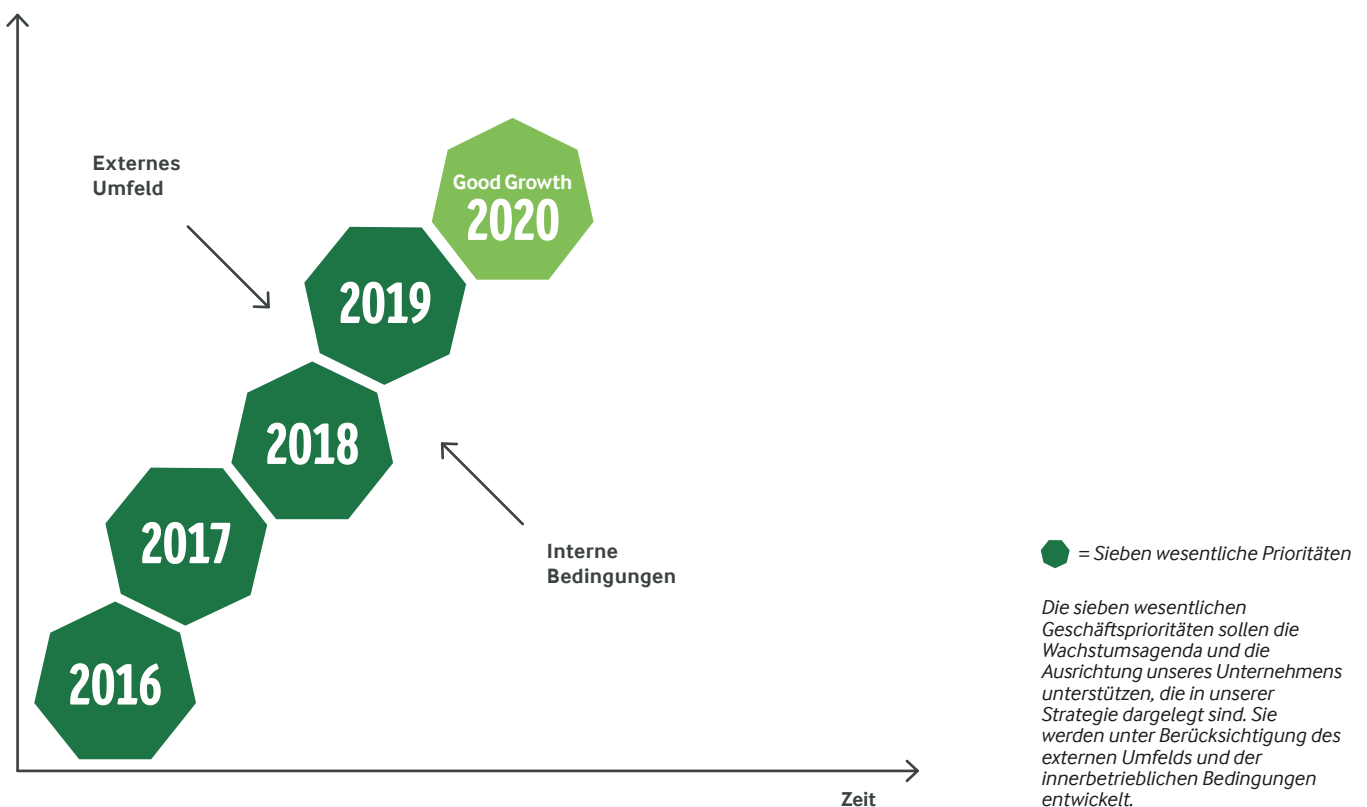 Externes
Umfeld
Good Growth
2020
2019
2018
2017
2016
Interne
Bedingungen
Zeit
= Sieben wesentliche Prioritäten
Die sieben wesentlichen
Geschäftsprioritäten sollen die
Wachstumsagenda und die
Ausrichtung unseres Unternehmens
unterstützen, die in unserer
Strategie dargelegt sind. Sie
werden unter Berücksichtigung des
externen Umfelds und der
innerbetrieblichen Bedingungen
entwickelt.